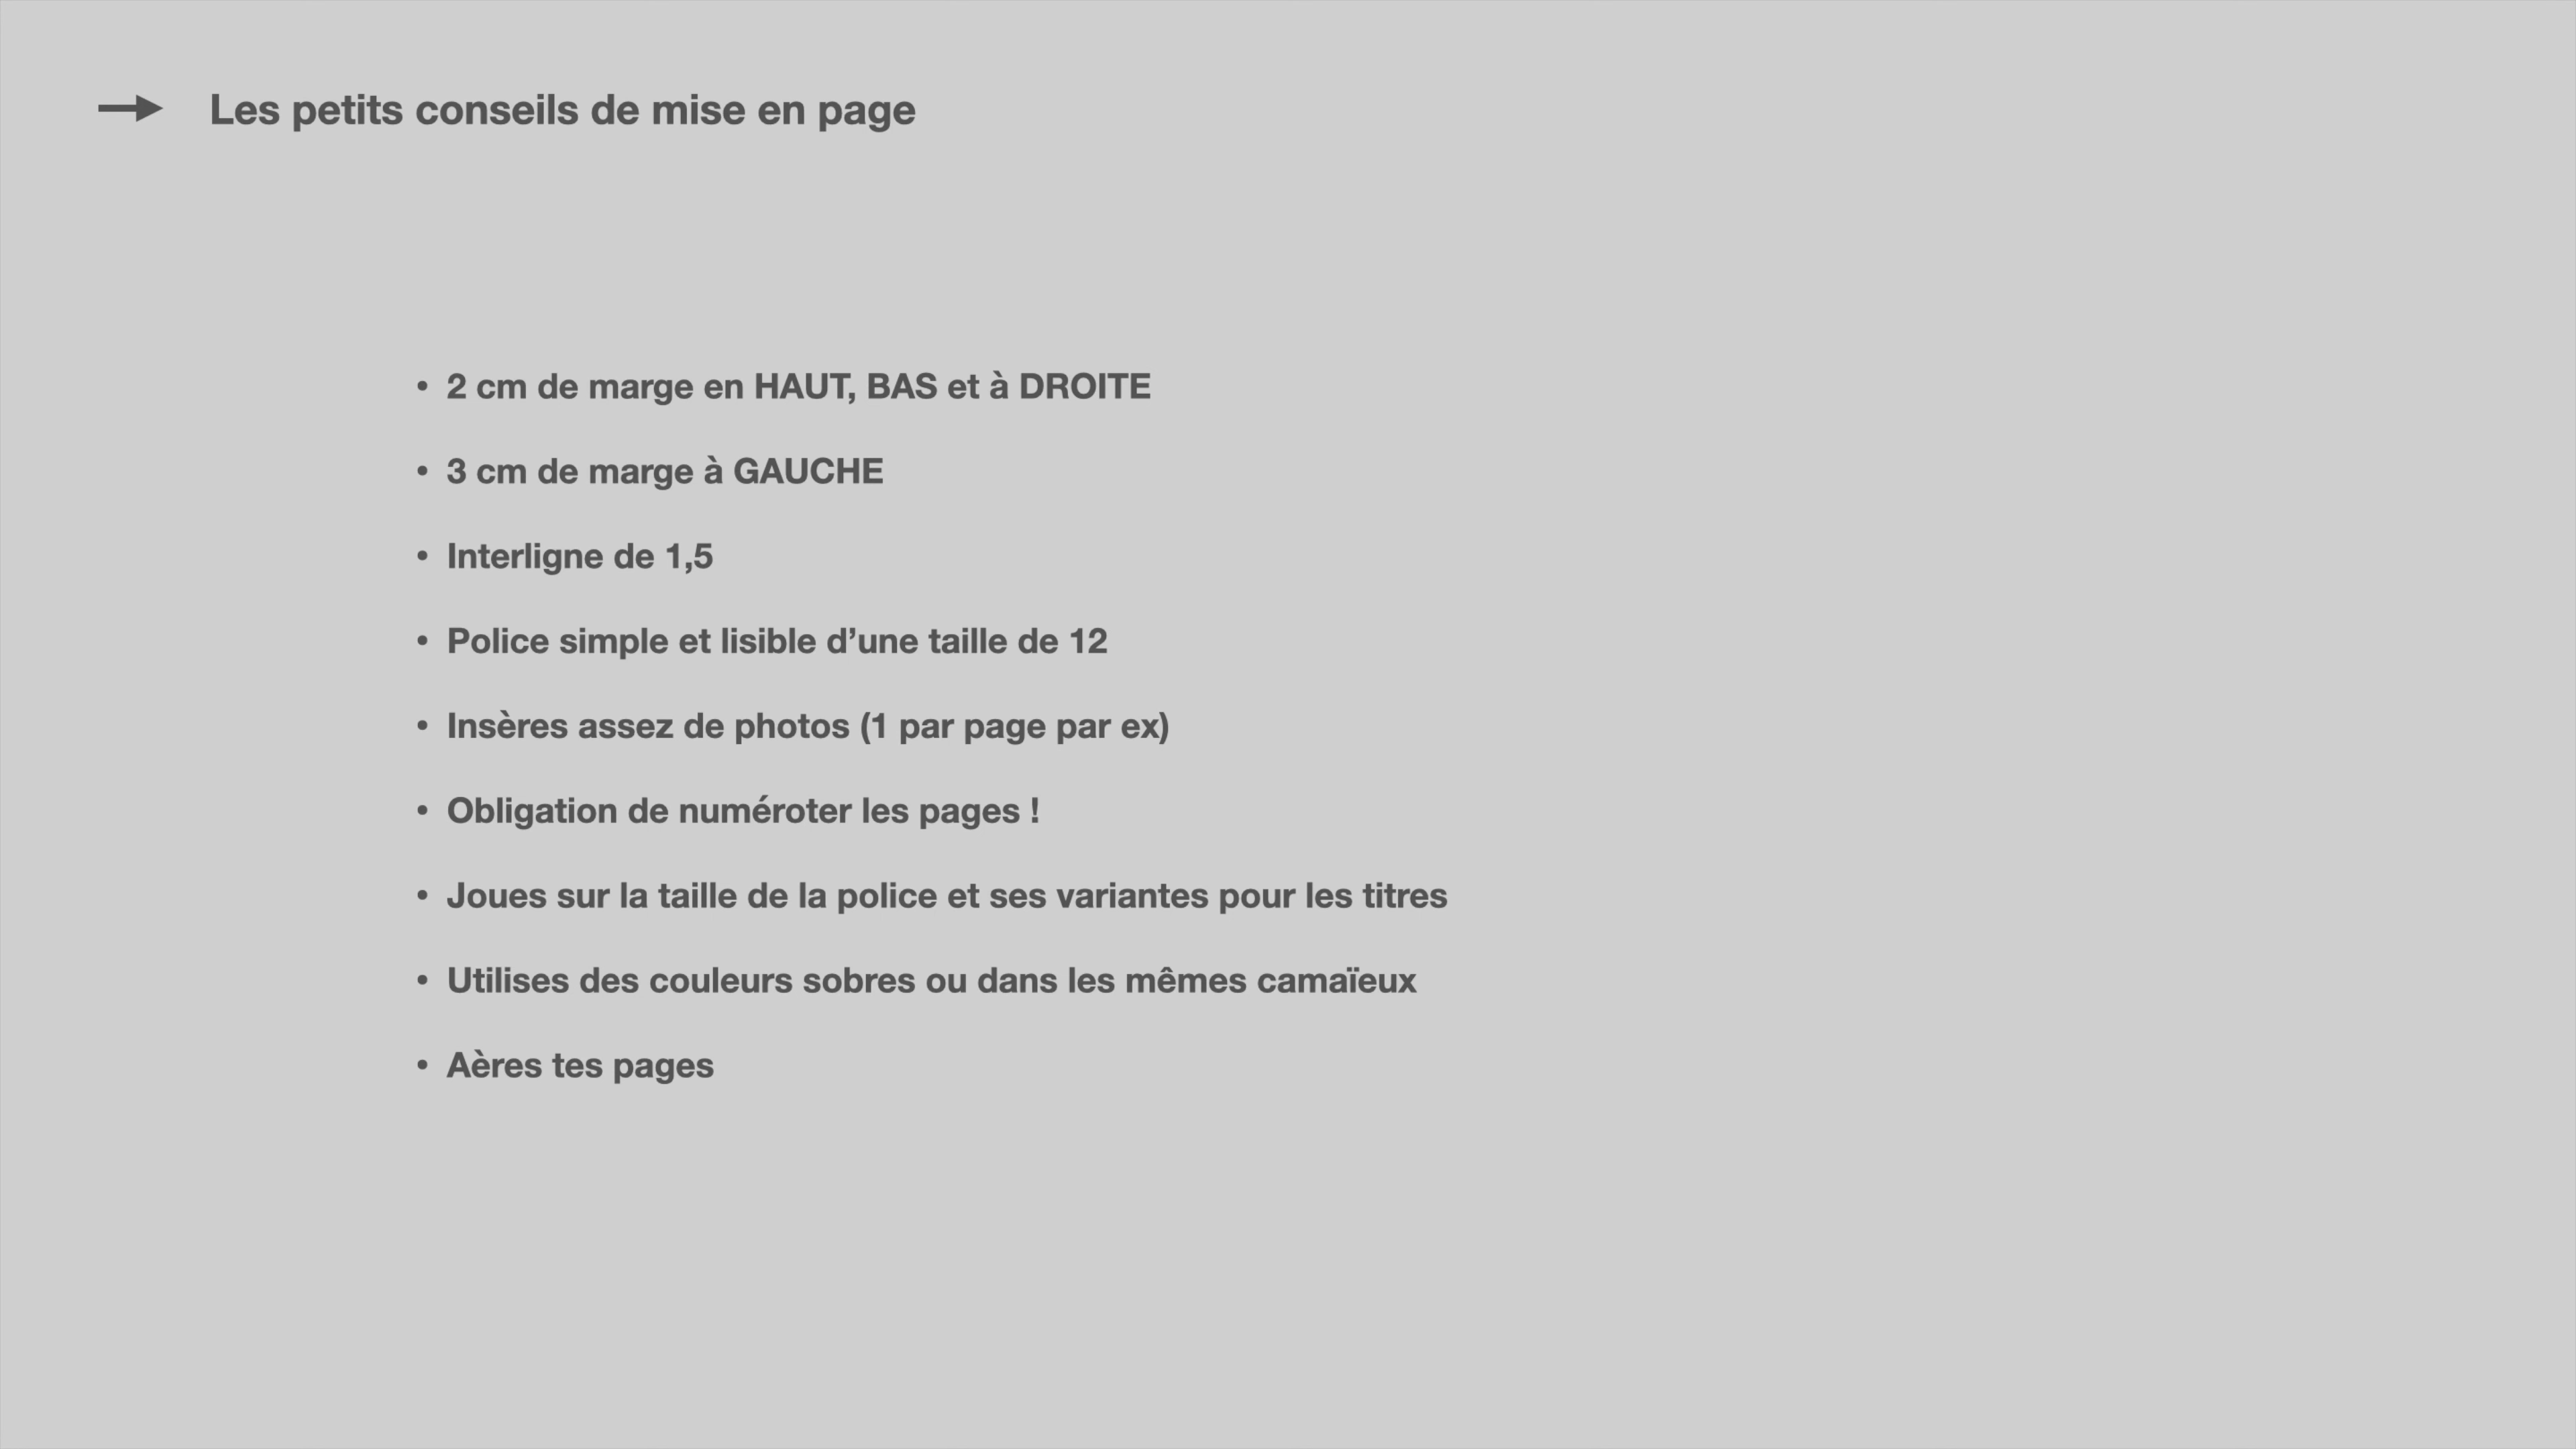 Les petits conseils de mise en page
• 2 cm de marge en HAUT, BAS et à DROITE
• 3 cm de marge à GAUCHE
• Interligne de 1,5
• Police simple et lisible d’une taille de 12
• Insères assez de photos (1 par page par ex)
• Obligation de numéroter les pages !
• Joues sur la taille de la police et ses variantes pour les titres
• Utilises des couleurs sobres ou dans les mêmes camaïeux
• Aères tes pages